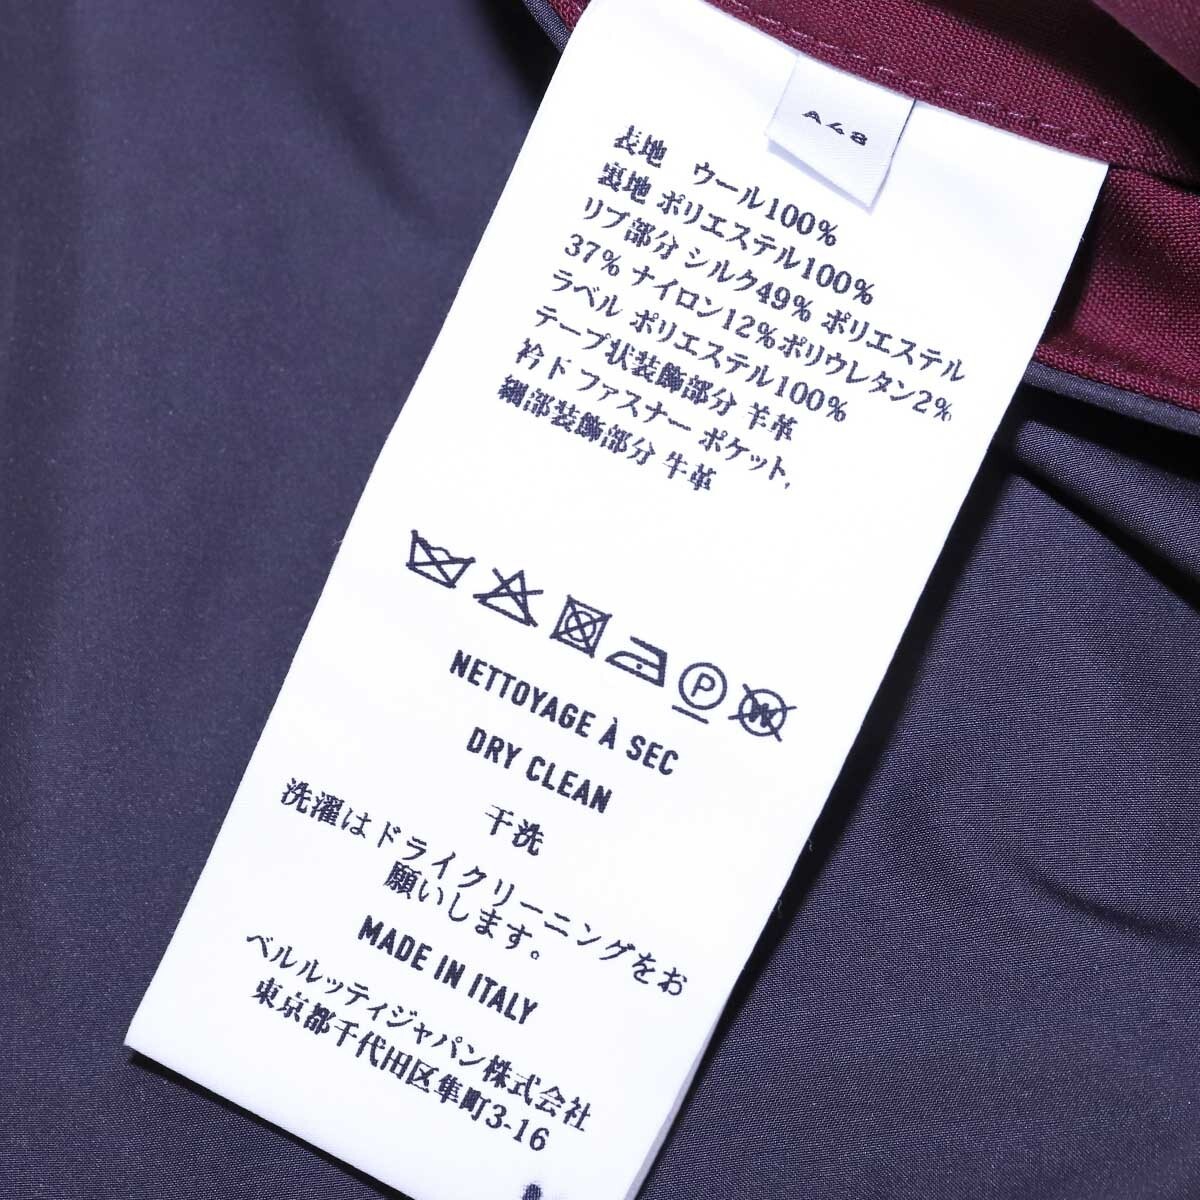 A48
表地 ウール100%
裏地 ポリエステル100%
リブ部分 シルク49% ポリエステル
37% ナイロン12%ポリウレタン2%
ラベル ポリエステル100%
テープ状装飾部分 羊革
衿ド ファスナー ポケット,
細部装飾部分 牛革
P
W
NETTOYAGE À SEC
DRY CLEAN
干洗
洗濯はドライクリーニングをお
願いします。
MADE IN ITALY
ベルルッティジャパン株式会社
東京都千代田区隼町3-16